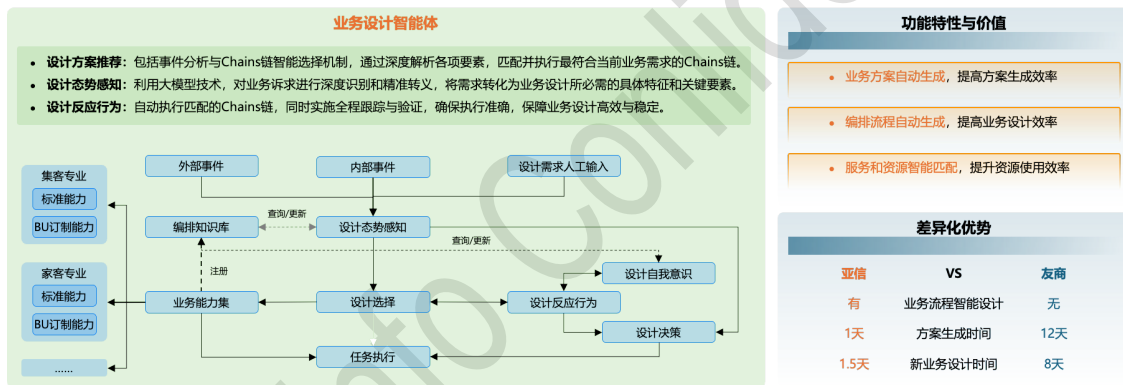 业务设计智能体
• 设计方案推荐：包括事件分析与Chains链智能选择机制，通过深度解析各项要素，匹配并执行最符合当前业务需求的Chains链。
• 设计态势感知：利用大模型技术，对业务诉求进行深度识别和精准转义，将需求转化为业务设计所必需的具体特征和关键要素。
• 设计反应行为：自动执行匹配的Chains链，同时实施全程跟踪与验证，确保执行准确，保障业务设计高效与稳定。
外部事件
内部事件
设计需求人工输入
集客专业
标准能力
BU订制能力
查询/更新
编排知识库
设计态势感知
查询/更新
注册
设计自我意识
家客专业
标准能力
BU订制能力
业务能力集
设计选择
设计反应行为
设计决策
任务执行
……
功能特性与价值
• 业务方案自动生成，提高方案生成效率
• 编排流程自动生成，提高业务设计效率
• 服务和资源智能匹配，提升资源使用效率
差异化优势
亚信 VS 友商
有 业务流程智能设计 无
1天 方案生成时间 12天
1.5天 新业务设计时间 8天